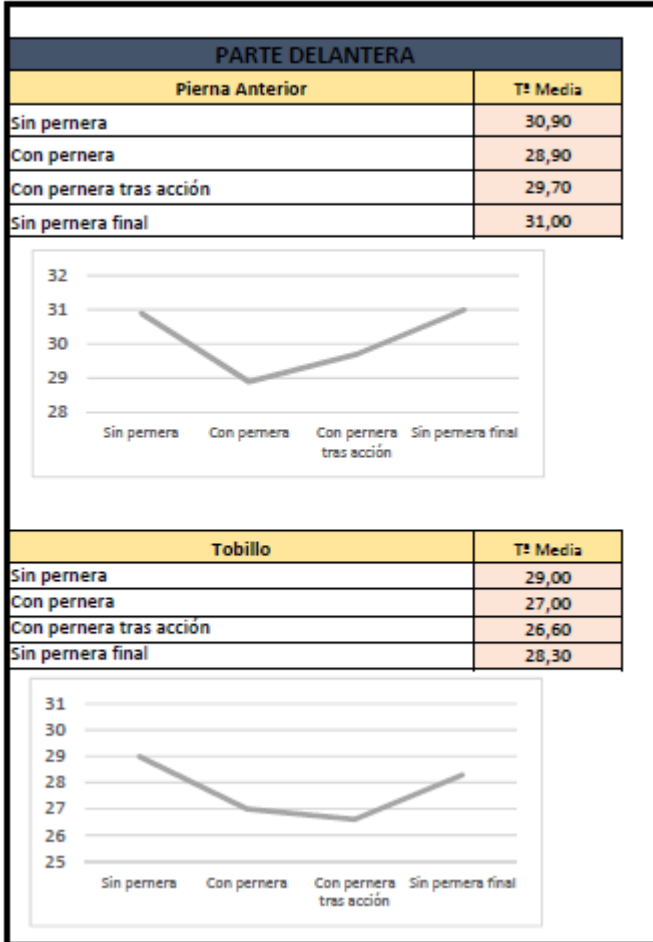 PARTE DELANTERA
Pierna Anterior Tª Media
Sin pernera 30,90
Con pernera 28,90
Con pernera tras acción 29,70
Sin pernera final 31,00
32
31
30
29
28
Sin pernera Con pernera Con pernera Sin pernera final
tras acción
Tobillo Tª Media
Sin pernera 29,00
Con pernera 27,00
Con pernera tras acción 26,60
Sin pernera final 28,30
31
30
29
28
27
26
25
Sin pernera Con pernera Con pernera Sin pernera final
tras acción